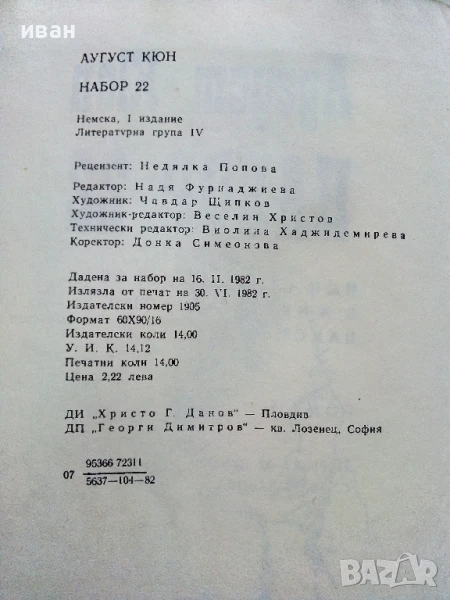 иван
АУГУСТ КЮН
НАБОР 22
Немска, I издание
Литературна група IV
Рецензент: Недялка Попова
Редактор: Надя Фурнаджиева
Художник: Чавдар Щипков
Художник-редактор: Веселин Христов
Технически редактор: Виолина Хаджидемирева
Коректор: Донка Симеонова
Дадена за набор на 16. II. 1982 г.
Излязла от печат на 30. VI. 1982 г.
Издателски номер 1905
Формат 60X90/16
Издателски коли 14,00
У. И. К. 14,12
Печатни коли 14,00
Цена 2,22 лева
ДИ „Христо Г. Данов" — Пловдив
ДП „Георги Димитров" — кв. Лозенец, София
07 95366 72311
5637—104—82
BAZAR.bg